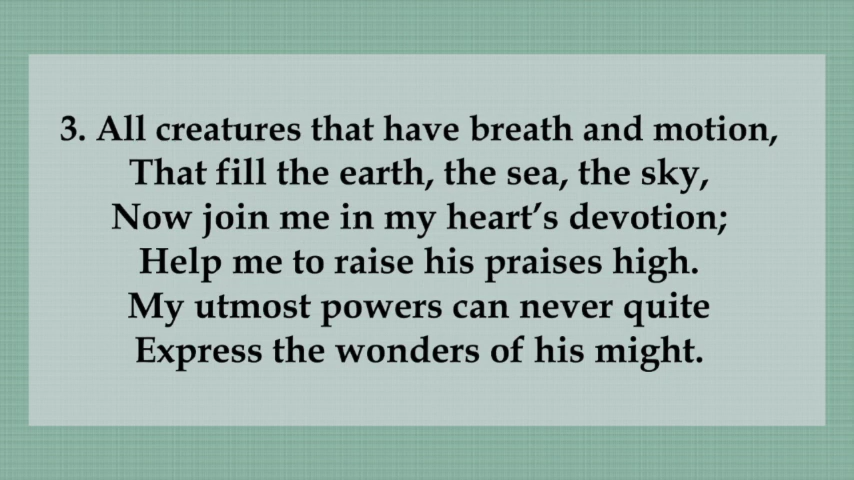 3. All creatures that have breath and motion,
That fill the earth, the sea, the sky,
Now join me in my heart’s devotion;
Help me to raise his praises high.
My utmost powers can never quite
Express the wonders of his might.